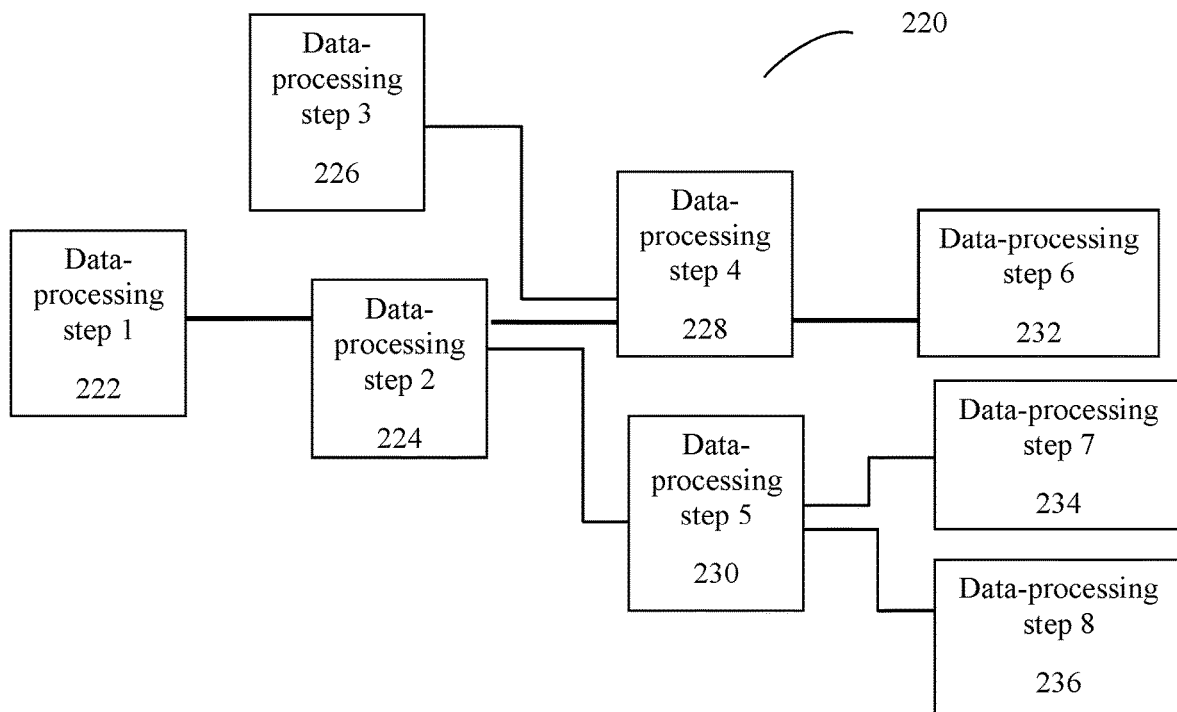 220
Data-
processing
step 3
226
Data-
processing
step 1
222
Data-
processing
step 2
224
Data-
processing
step 4
228
Data-processing
step 6
232
Data-
processing
step 5
230
Data-processing
step 7
234
Data-processing
step 8
236